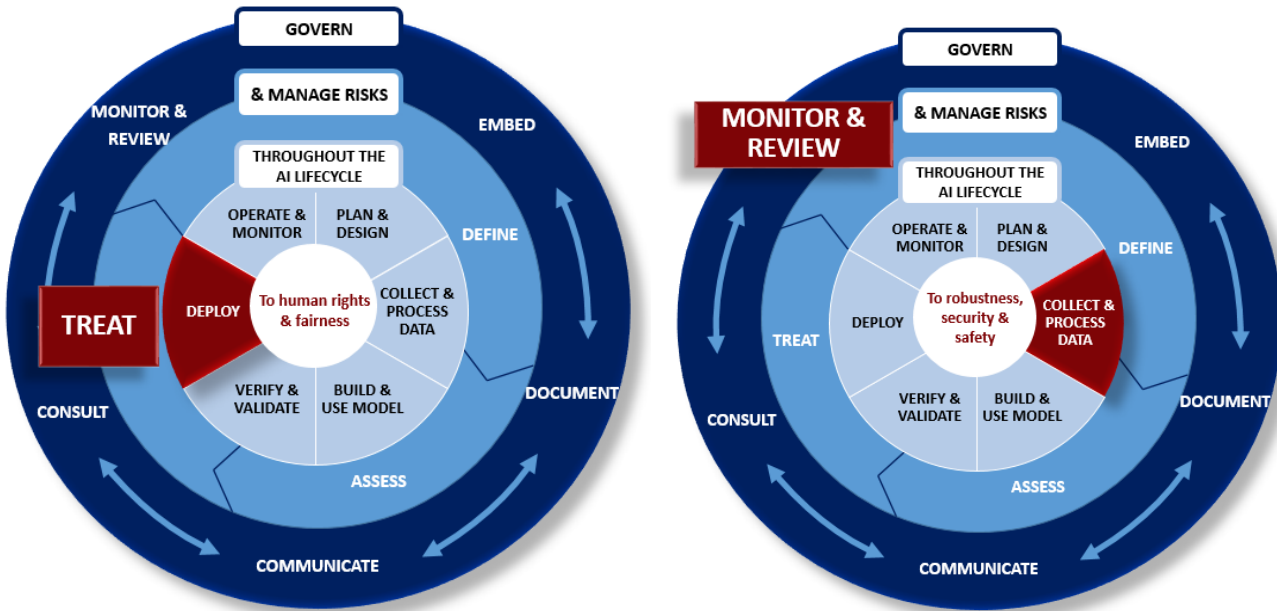 GOVERN
& MANAGE RISKS
MONITOR &
REVIEW
EMBED
THROUGHOUT THE
AI LIFECYCLE
OPERATE &
MONITOR
PLAN &
DESIGN
DEFINE
TREAT
DEPLOY
To human rights
& fairness
COLLECT &
PROCESS
DATA
VERIFY &
VALIDATE
BUILD &
USE MODEL
CONSULT
DOCUMENT
ASSESS
COMMUNICATE
GOVERN
& MANAGE RISKS
MONITOR &
REVIEW
EMBED
THROUGHOUT THE
AI LIFECYCLE
OPERATE &
MONITOR
PLAN &
DESIGN
DEFINE
TREAT
DEPLOY
To robustness,
security &
safety
COLLECT &
PROCESS
DATA
VERIFY &
VALIDATE
BUILD &
USE MODEL
CONSULT
DOCUMENT
ASSESS
COMMUNICATE